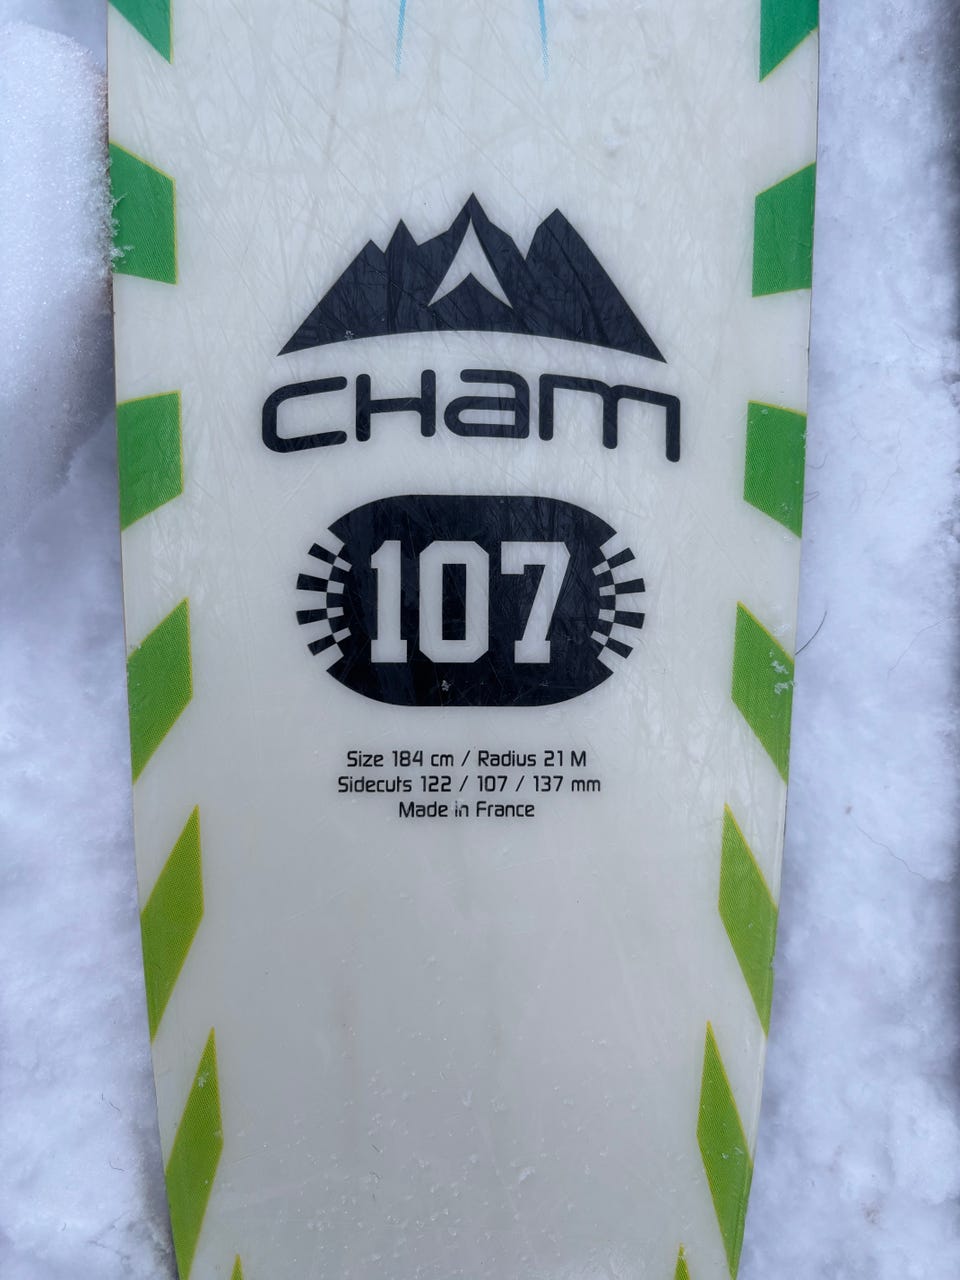 CHAM
107
Size 184 cm / Radius 21 M
Sidecuts 122 / 107 / 137 mm
Made in France